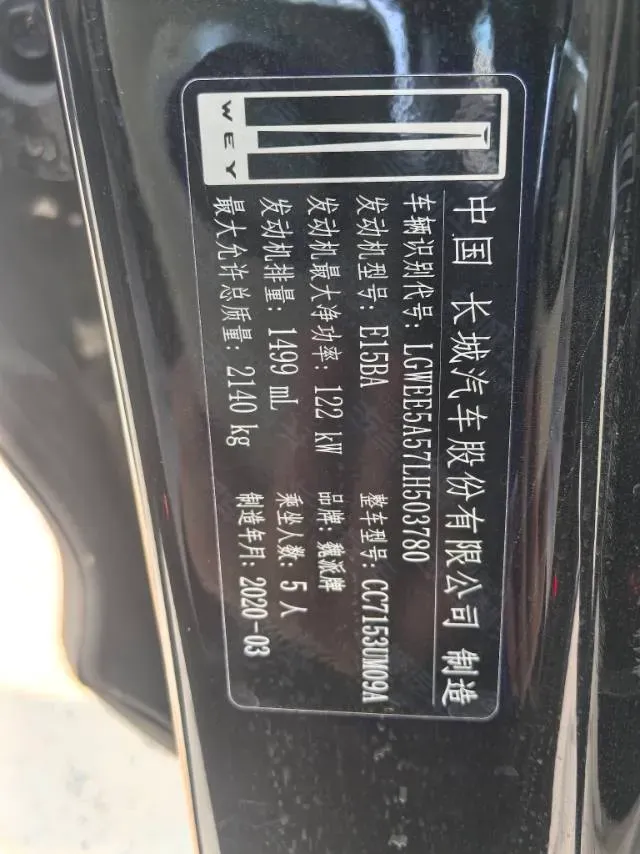 WEY
中国 长城汽车股份有限公司 制造
车辆识别代号: LGWEE5A57LH503780
发动机型号: E15BA 整车型号: CC7153UM09A
发动机最大净功率: 122 kW 品牌: 魏派牌
发动机排量: 1499 mL 乘坐人数: 5 人
最大允许总质量: 2140 kg 制造年月: 2020-03